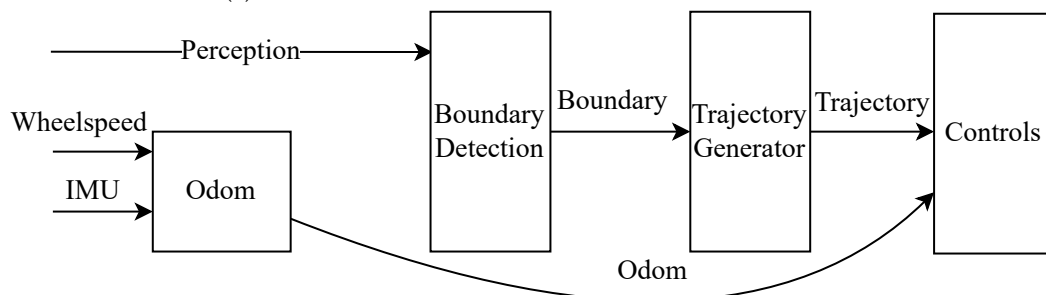 Perception
Wheelspeed
IMU
Odom
Boundary
Detection
Boundary
Trajectory
Generator
Trajectory
Controls
Odom